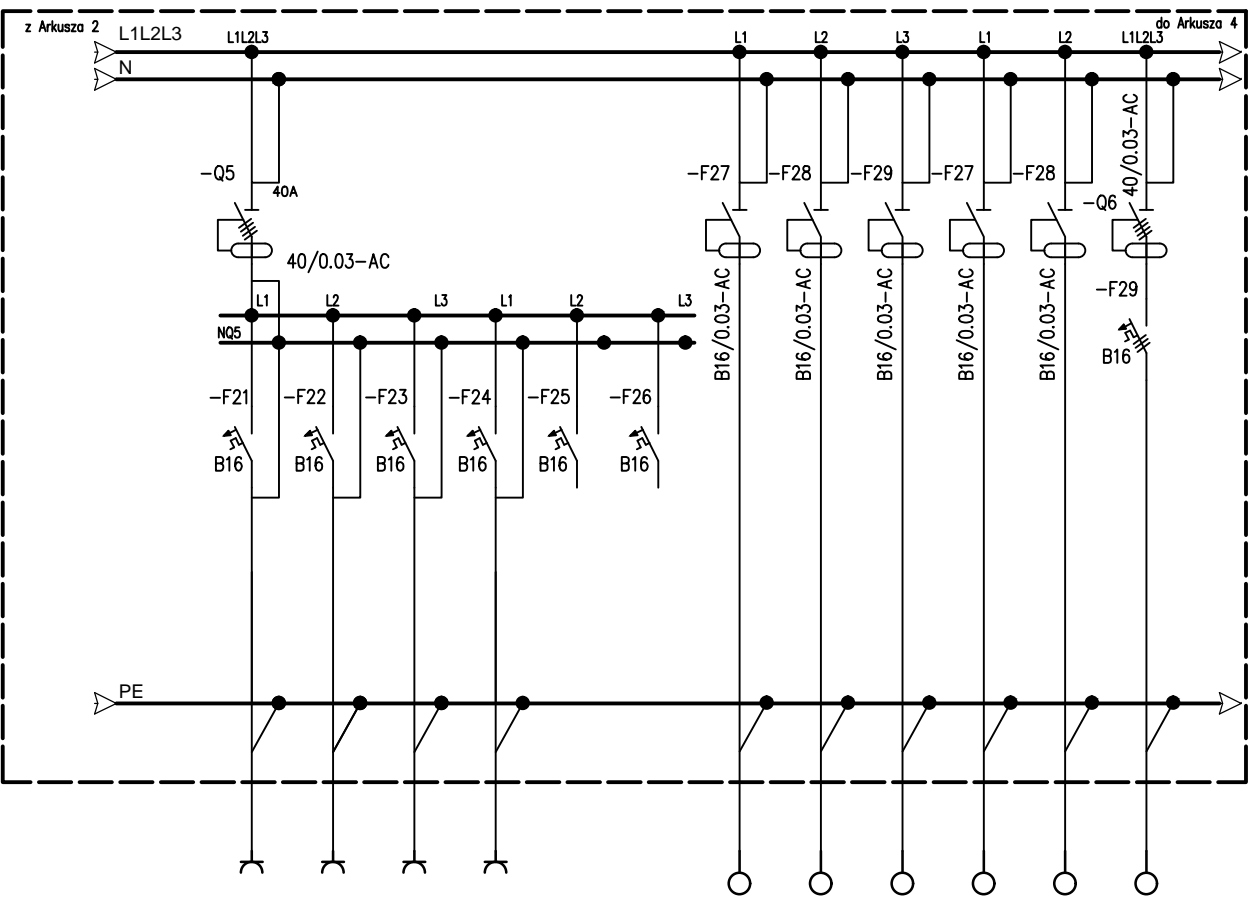 z Arkusza 2
do Arkusza 4
L1L2L3
L1L2L3
L1
L2
L3
L1
L2
L1L2L3
N
40/0.03-AC
-Q5
40A
-F27
-F28
-F29
-F27
-F28
-Q6
40/0.03-AC
B16/0.03-AC
B16/0.03-AC
B16/0.03-AC
B16/0.03-AC
B16/0.03-AC
-F29
B16
L1
L2
L3
L1
L2
L3
NQ5
-F21
-F22
-F23
-F24
-F25
-F26
B16
B16
B16
B16
B16
B16
PE